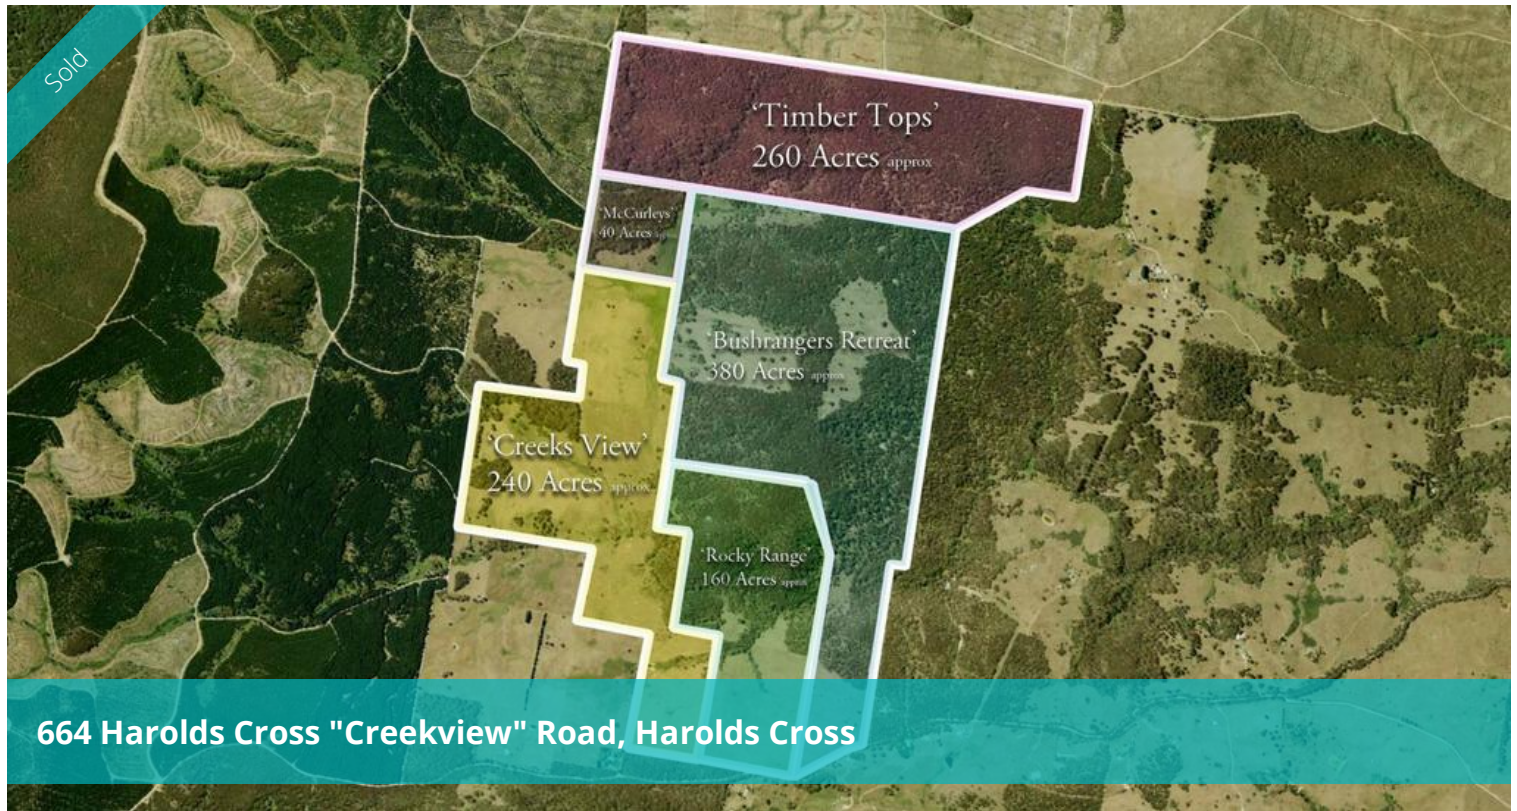 Sold
'Timber Tops'
260 Acres approx
'McCurleys'
40 Acres
'Bushrangers Retreat'
380 Acres approx
'Creeks View'
240 Acres approx
'Rocky Range'
160 Acres approx
664 Harolds Cross "Creekview" Road, Harolds Cross